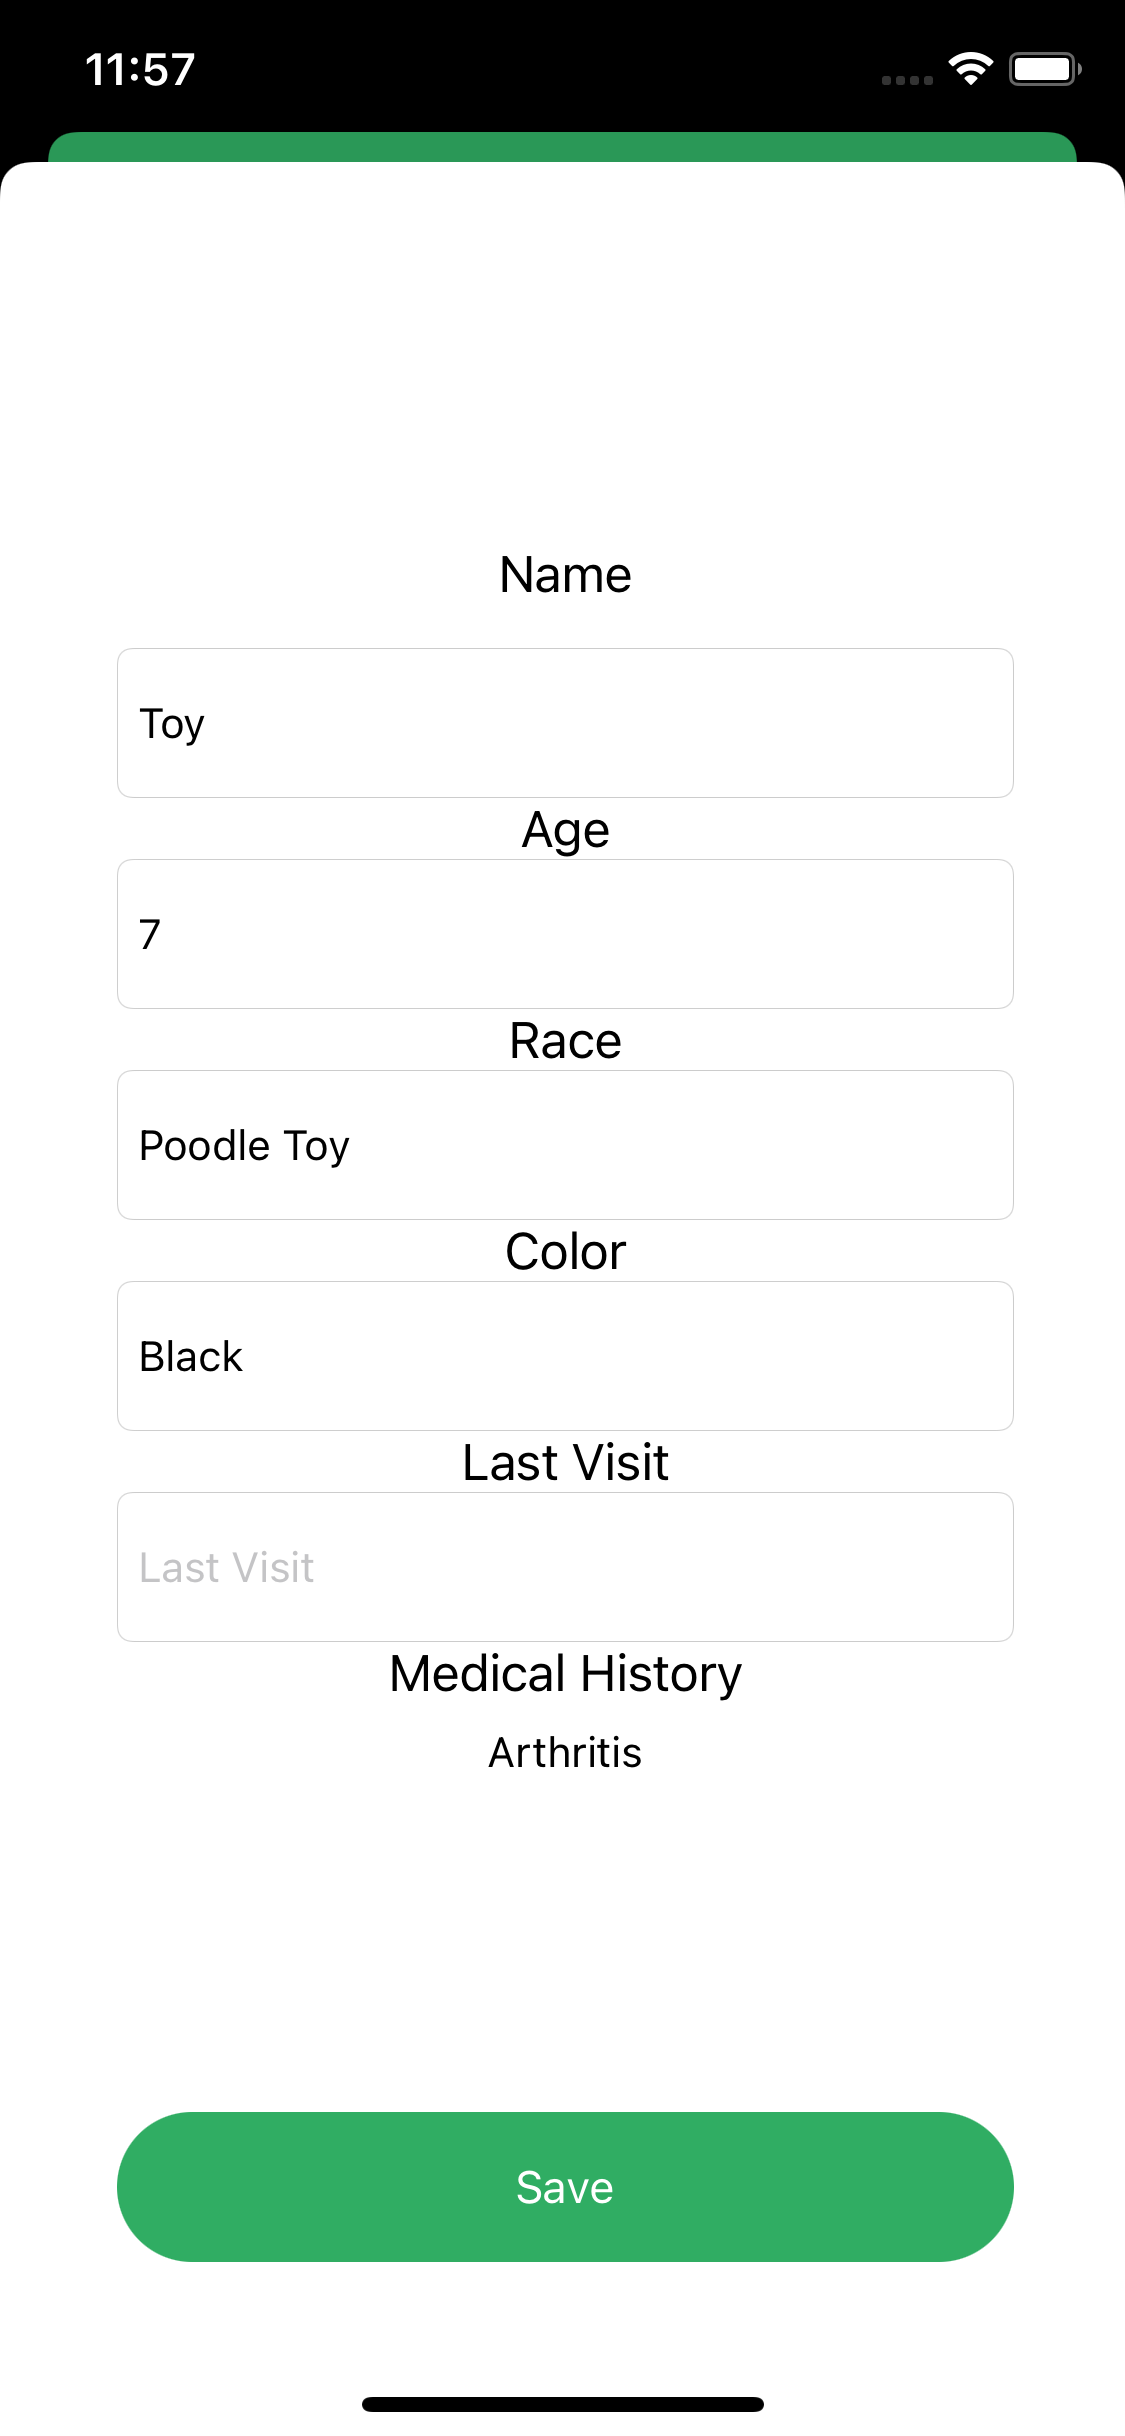 11:57
Name
Toy
Age
7
Race
Poodle Toy
Color
Black
Last Visit
Last Visit
Medical History
Arthritis
Save